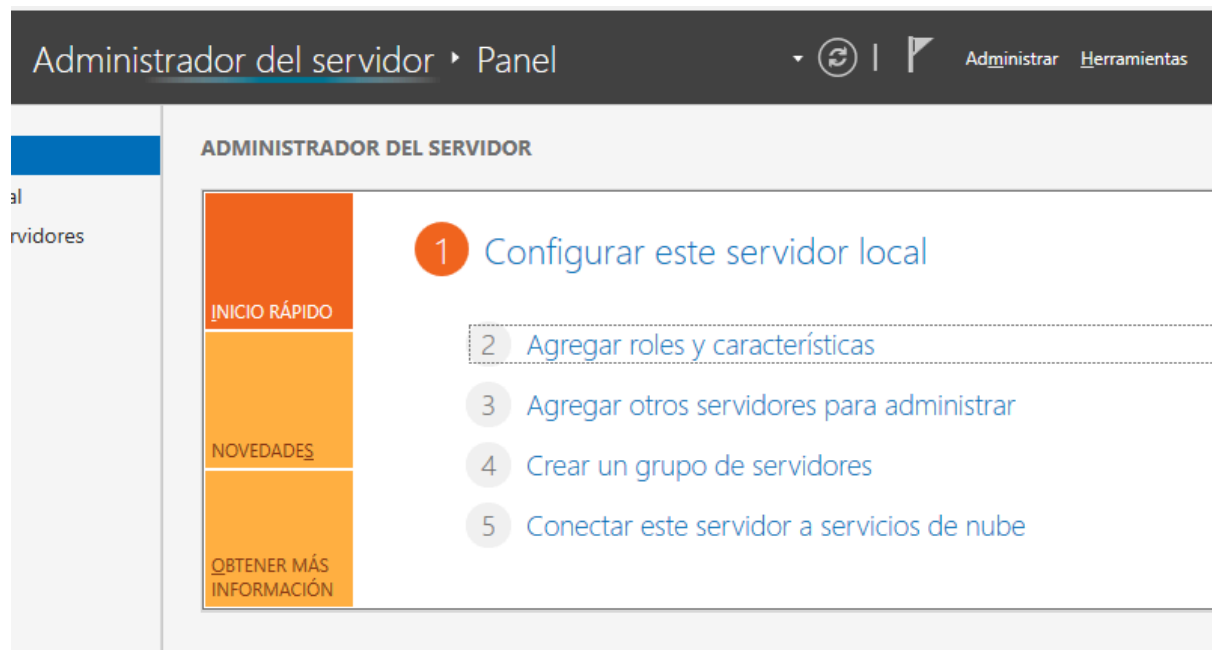 Administrador del servidor ‣ Panel
Administrar Herramientas
ADMINISTRADOR DEL SERVIDOR
al
rvidores
INICIO RÁPIDO
NOVEDADES
OBTENER MÁS
INFORMACIÓN
1 Configurar este servidor local
2 Agregar roles y características
3 Agregar otros servidores para administrar
4 Crear un grupo de servidores
5 Conectar este servidor a servicios de nube